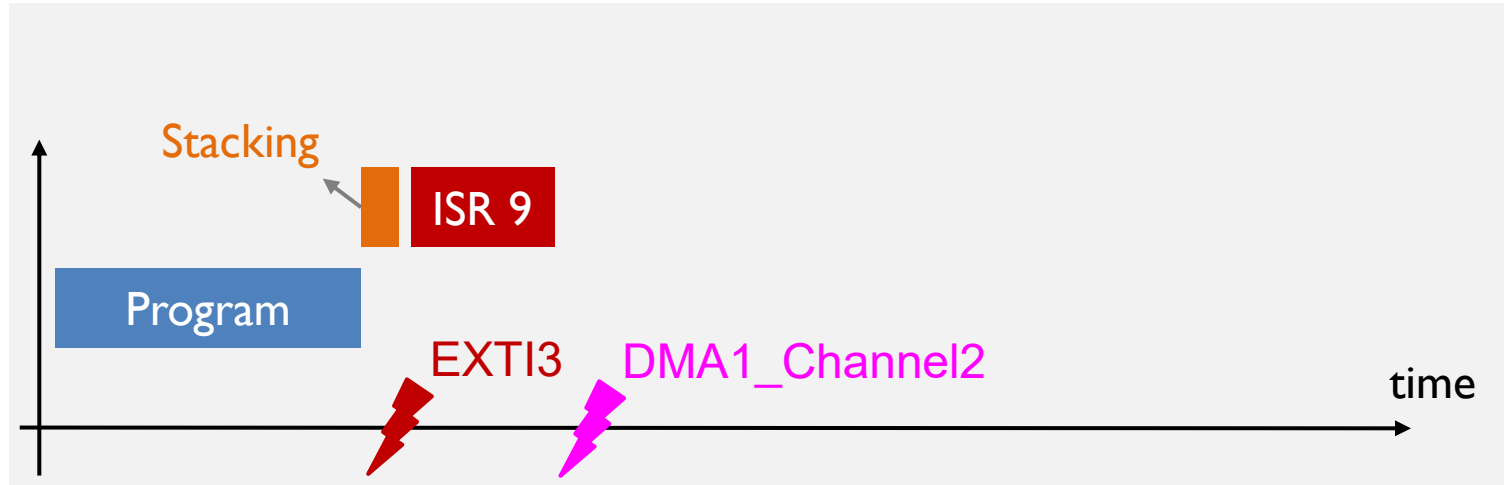 Stacking
ISR 9
Program
EXTI3
DMA1_Channel2
time